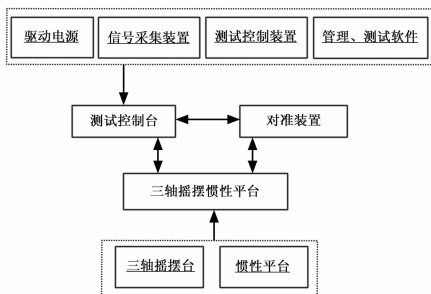 驱动电源
信号采集装置
测试控制装置
管理、测试软件
测试控制台
对准装置
三轴摇摆惯性平台
三轴摇摆台
惯性平台